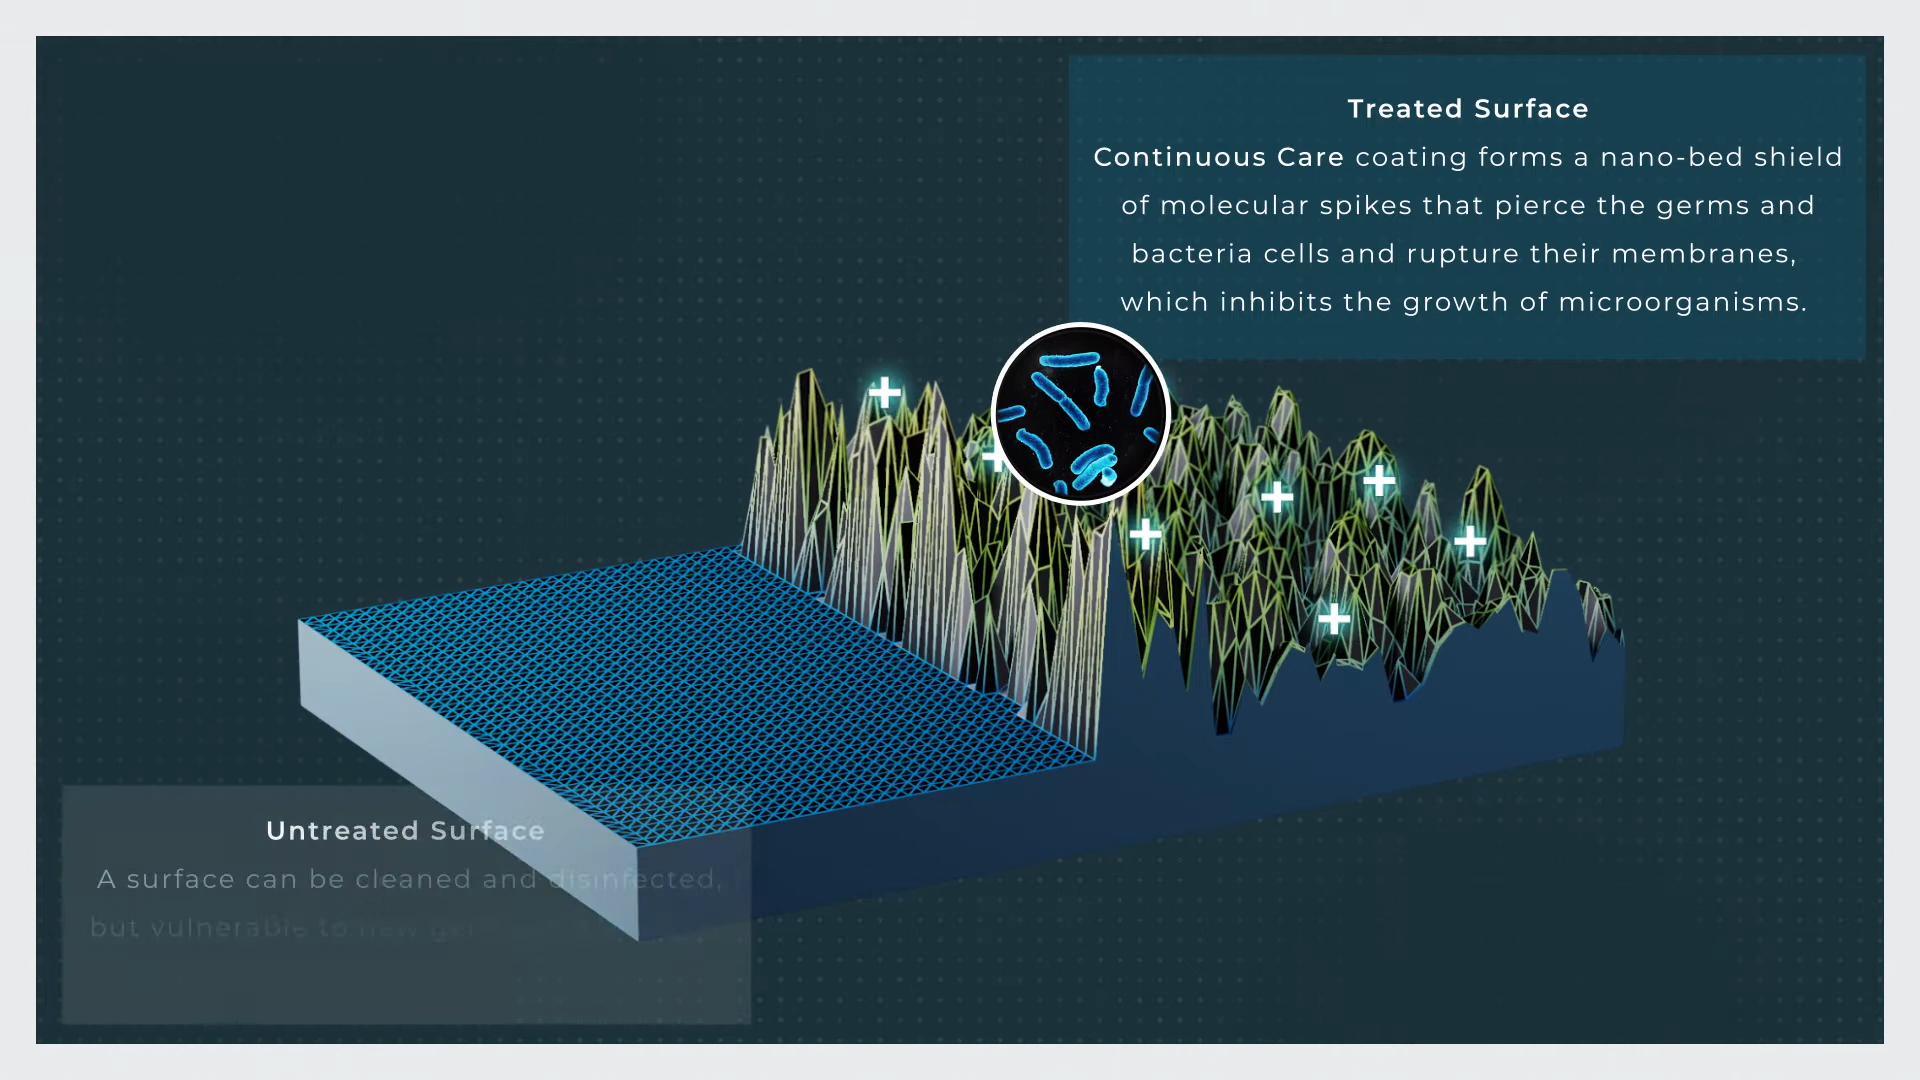 Treated Surface
Continuous Care coating forms a nano-bed shield
of molecular spikes that pierce the germs and
bacteria cells and rupture their membranes,
which inhibits the growth of microorganisms.
Untreated Surface
A surface can be cleaned and disinfected,
but vulnerable to new